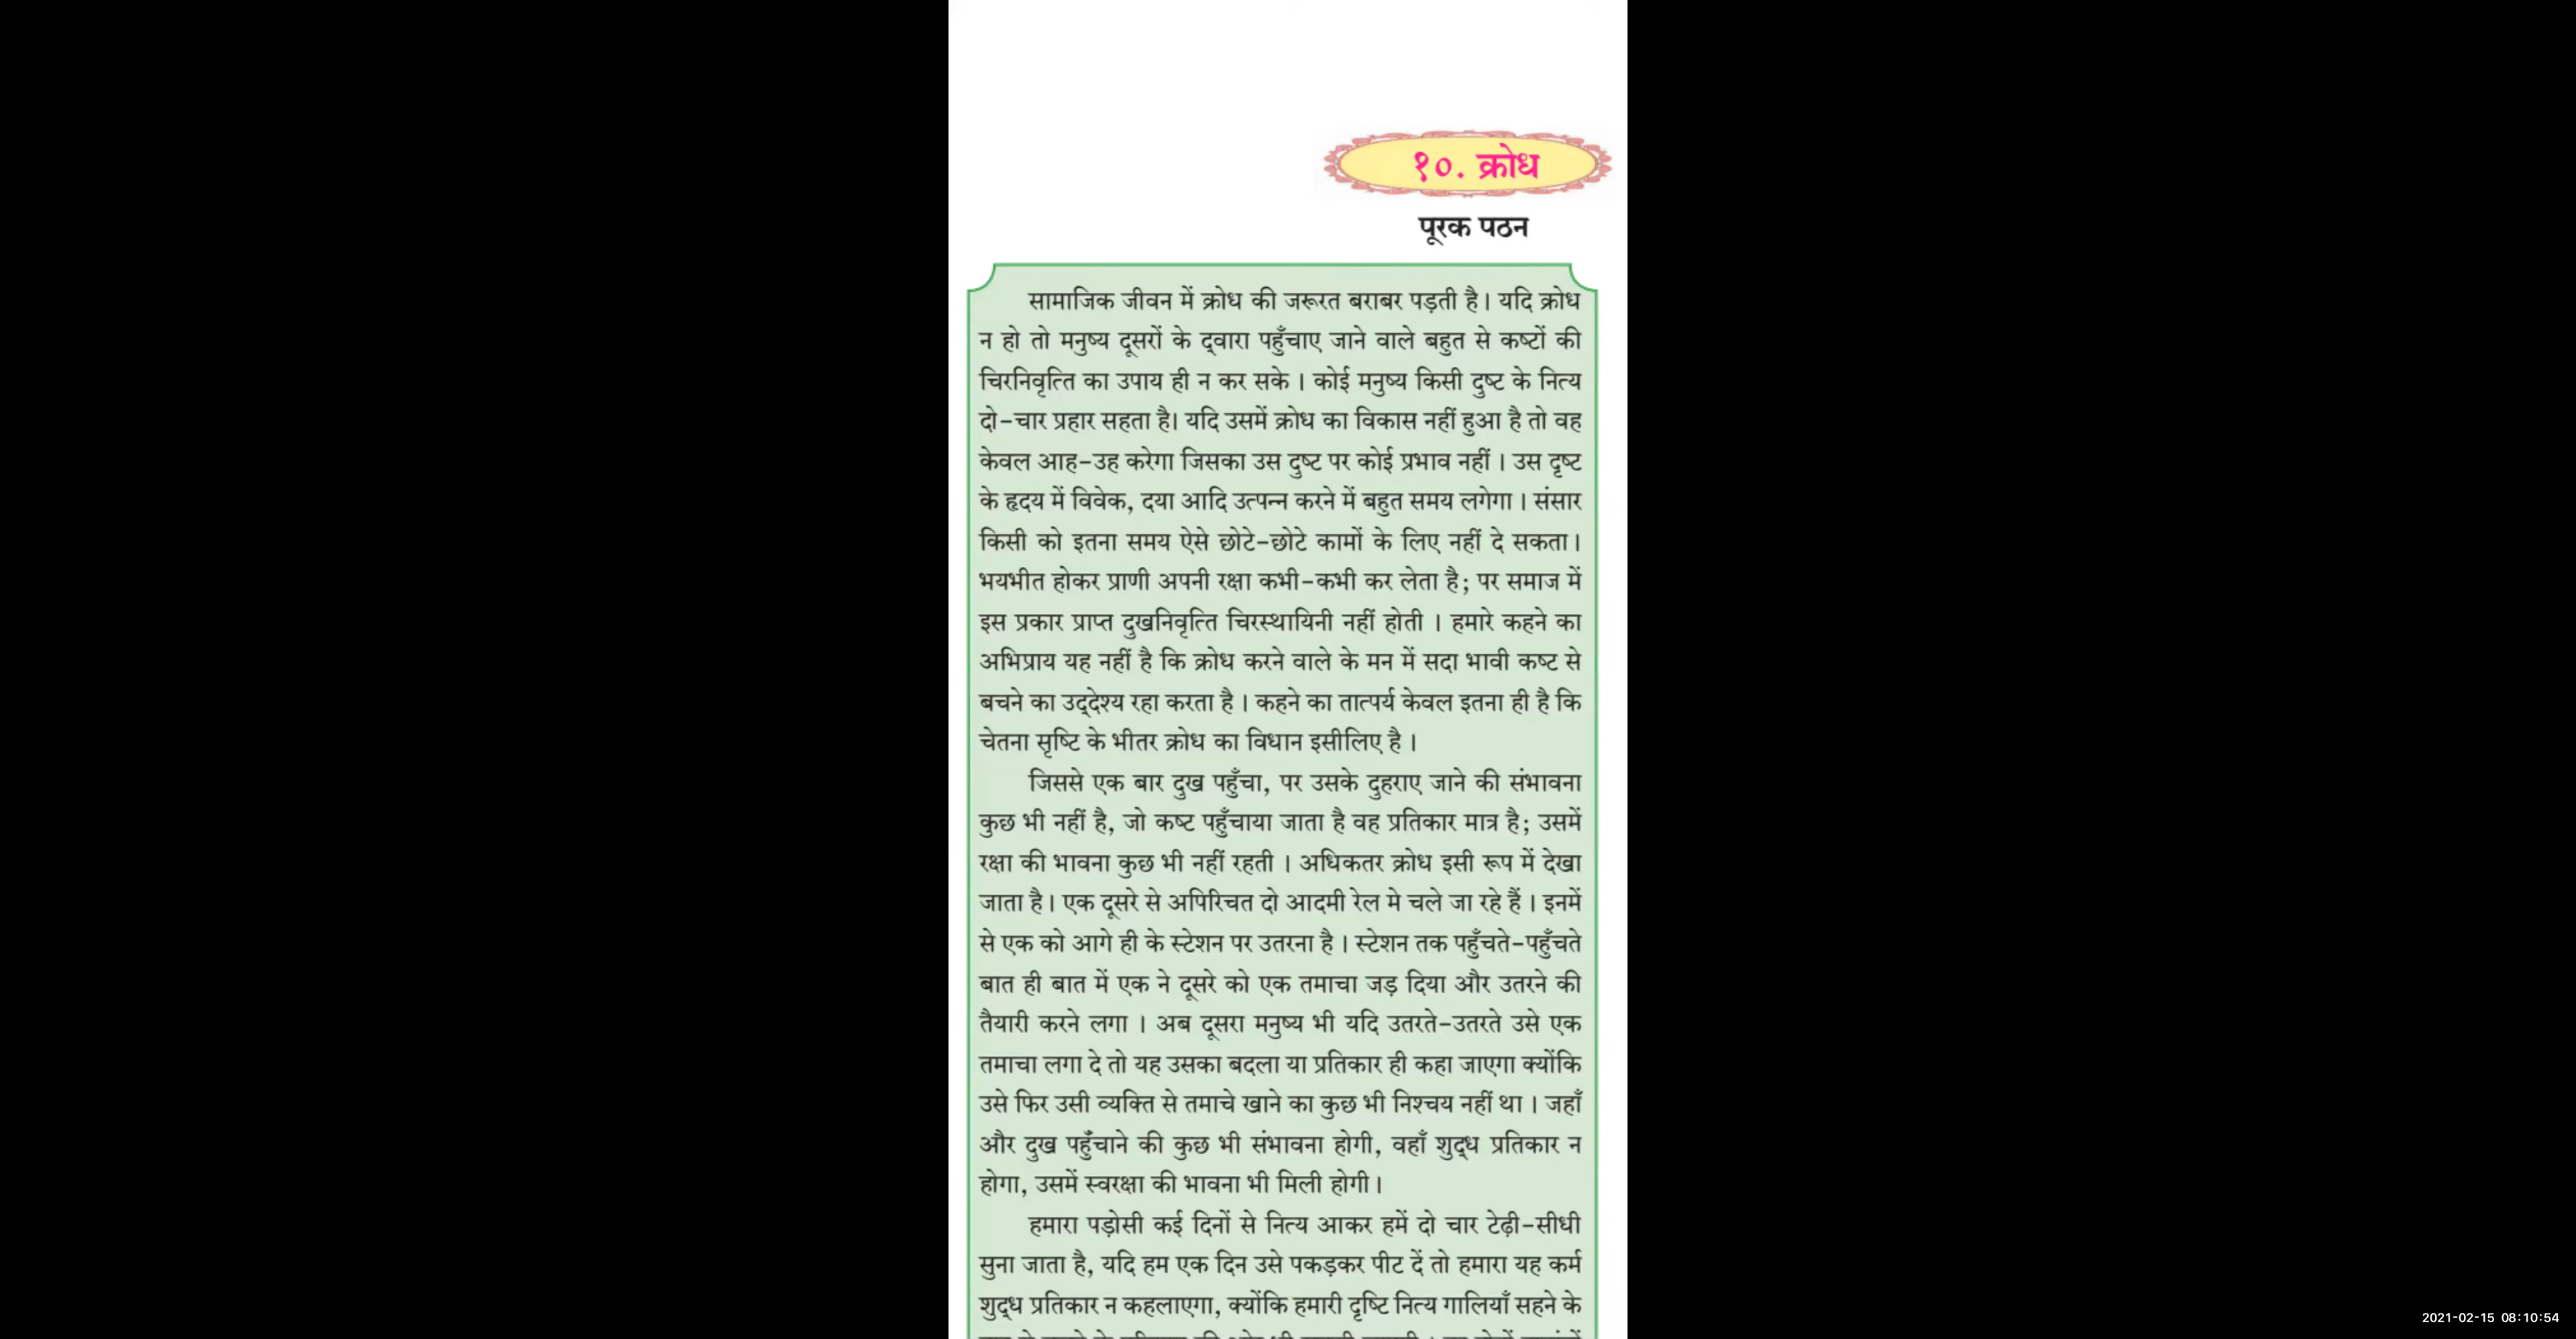 १०. क्रोध
पूरक पठन
सामाजिक जीवन में क्रोध की जरूरत बराबर पड़ती है। यदि क्रोध
न हो तो मनुष्य दूसरों के द्‌वारा पहुँचाए जाने वाले बहुत से कष्टों की
चिरनिवृत्ति का उपाय ही न कर सके । कोई मनुष्य किसी दुष्ट के नित्य
दो-चार प्रहार सहता है। यदि उसमें क्रोध का विकास नहीं हुआ है तो वह
केवल आह-उह करेगा जिसका उस दुष्ट पर कोई प्रभाव नहीं । उस दृष्ट
के हृदय में विवेक, दया आदि उत्पन्न करने में बहुत समय लगेगा । संसार
किसी को इतना समय ऐसे छोटे-छोटे कामों के लिए नहीं दे सकता।
भयभीत होकर प्राणी अपनी रक्षा कभी-कभी कर लेता है; पर समाज में
इस प्रकार प्राप्त दुखनिवृत्ति चिरस्थायिनी नहीं होती । हमारे कहने का
अभिप्राय यह नहीं है कि क्रोध करने वाले के मन में सदा भावी कष्ट से
बचने का उद्‌देश्य रहा करता है । कहने का तात्पर्य केवल इतना ही है कि
चेतना सृष्टि के भीतर क्रोध का विधान इसीलिए है ।
जिससे एक बार दुख पहुँचा, पर उसके दुहराए जाने की संभावना
कुछ भी नहीं है, जो कष्ट पहुँचाया जाता है वह प्रतिकार मात्र है; उसमें
रक्षा की भावना कुछ भी नहीं रहती । अधिकतर क्रोध इसी रूप में देखा
जाता है। एक दूसरे से अपिरिचत दो आदमी रेल मे चले जा रहे हैं । इनमें
से एक को आगे ही के स्टेशन पर उतरना है । स्टेशन तक पहुँचते-पहुँचते
बात ही बात में एक ने दूसरे को एक तमाचा जड़ दिया और उतरने की
तैयारी करने लगा । अब दूसरा मनुष्य भी यदि उतरते-उतरते उसे एक
तमाचा लगा दे तो यह उसका बदला या प्रतिकार ही कहा जाएगा क्योंकि
उसे फिर उसी व्यक्ति से तमाचे खाने का कुछ भी निश्चय नहीं था । जहाँ
और दुख पहुँचाने की कुछ भी संभावना होगी, वहाँ शुद्‌ध प्रतिकार न
होगा, उसमें स्वरक्षा की भावना भी मिली होगी।
हमारा पड़ोसी कई दिनों से नित्य आकर हमें दो चार टेढ़ी-सीधी
सुना जाता है, यदि हम एक दिन उसे पकड़कर पीट दें तो हमारा यह कर्म
शुद्‌ध प्रतिकार न कहलाएगा, क्योंकि हमारी दृष्टि नित्य गालियाँ सहने के
2021-02-15 08:10:54